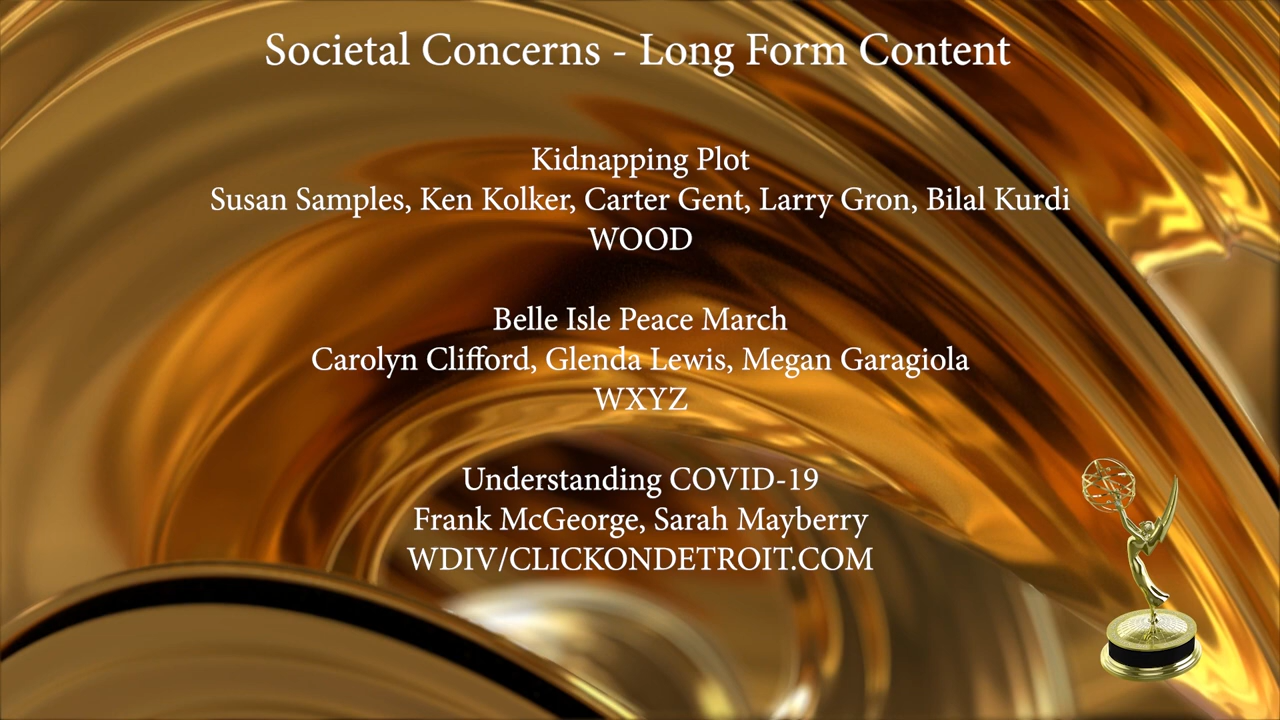 Societal Concerns - Long Form Content
Kidnapping Plot
Susan Samples, Ken Kolker, Carter Gent, Larry Gron, Bilal Kurdi
WOOD
Belle Isle Peace March
Carolyn Clifford, Glenda Lewis, Megan Garagiola
WXYZ
Understanding COVID-19
Frank McGeorge, Sarah Mayberry
WDIV/CLICKONDETROIT.COM